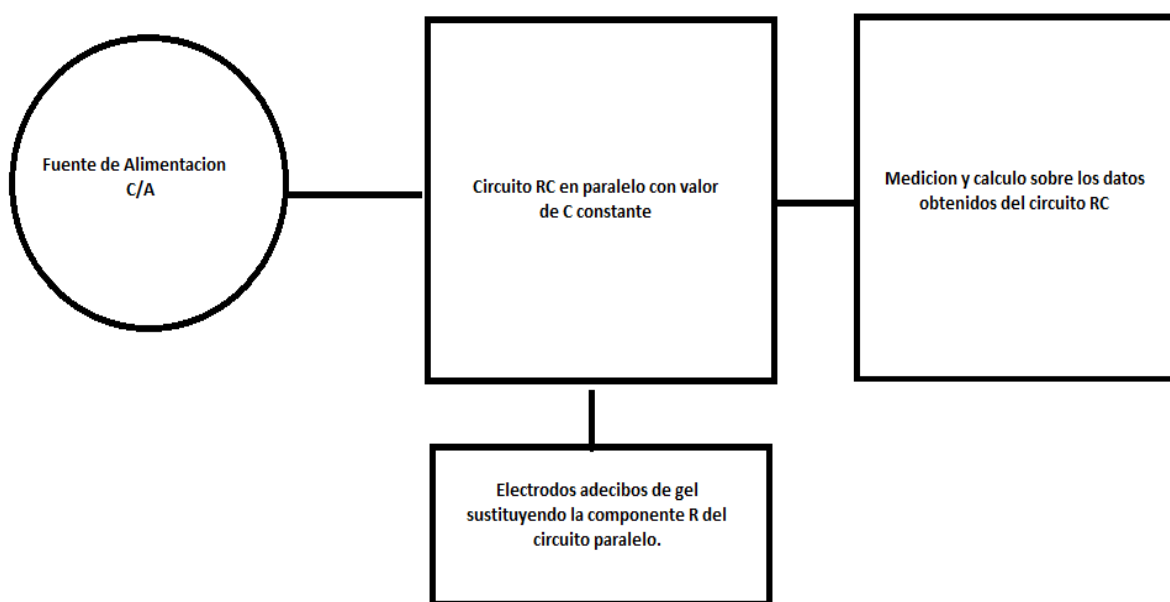 Fuente de Alimentacion
C/A
Circuito RC en paralelo con valor
de C constante
Medicion y calculo sobre los datos
obtenidos del circuito RC
Electrodos adecibos de gel
sustituyendo la componente R del
circuito paralelo.